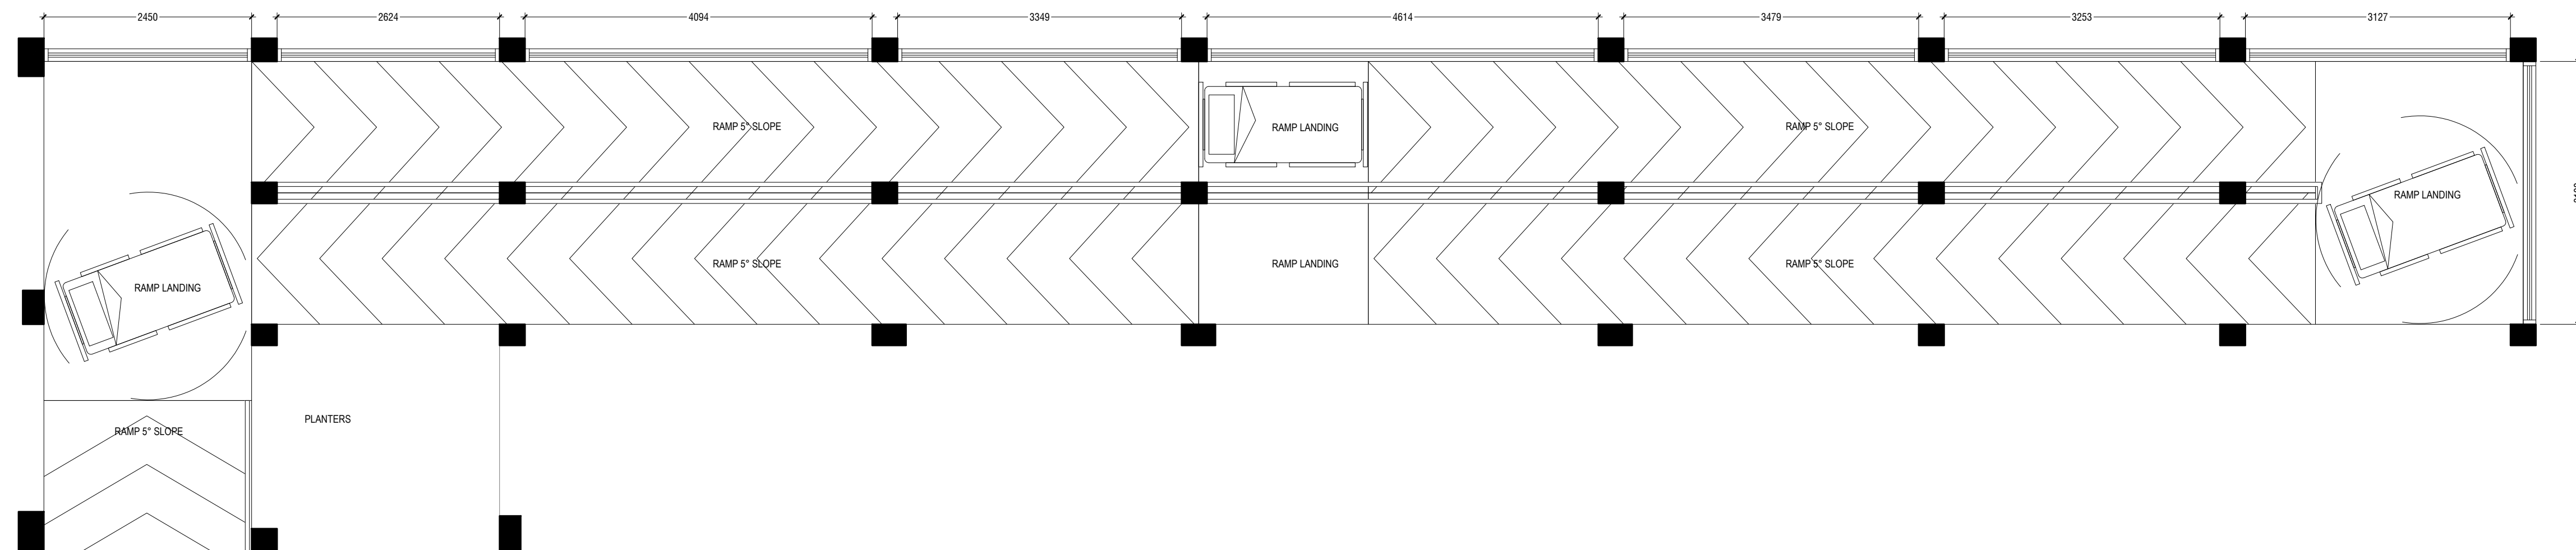 2450
2624
4094
3349
4614
3479
3253
3127
RAMP 5° SLOPE
RAMP LANDING
RAMP 5° SLOPE
RAMP LANDING
RAMP 5° SLOPE
RAMP LANDING
RAMP 5° SLOPE
RAMP LANDING
PLANTERS
RAMP 5° SLOPE